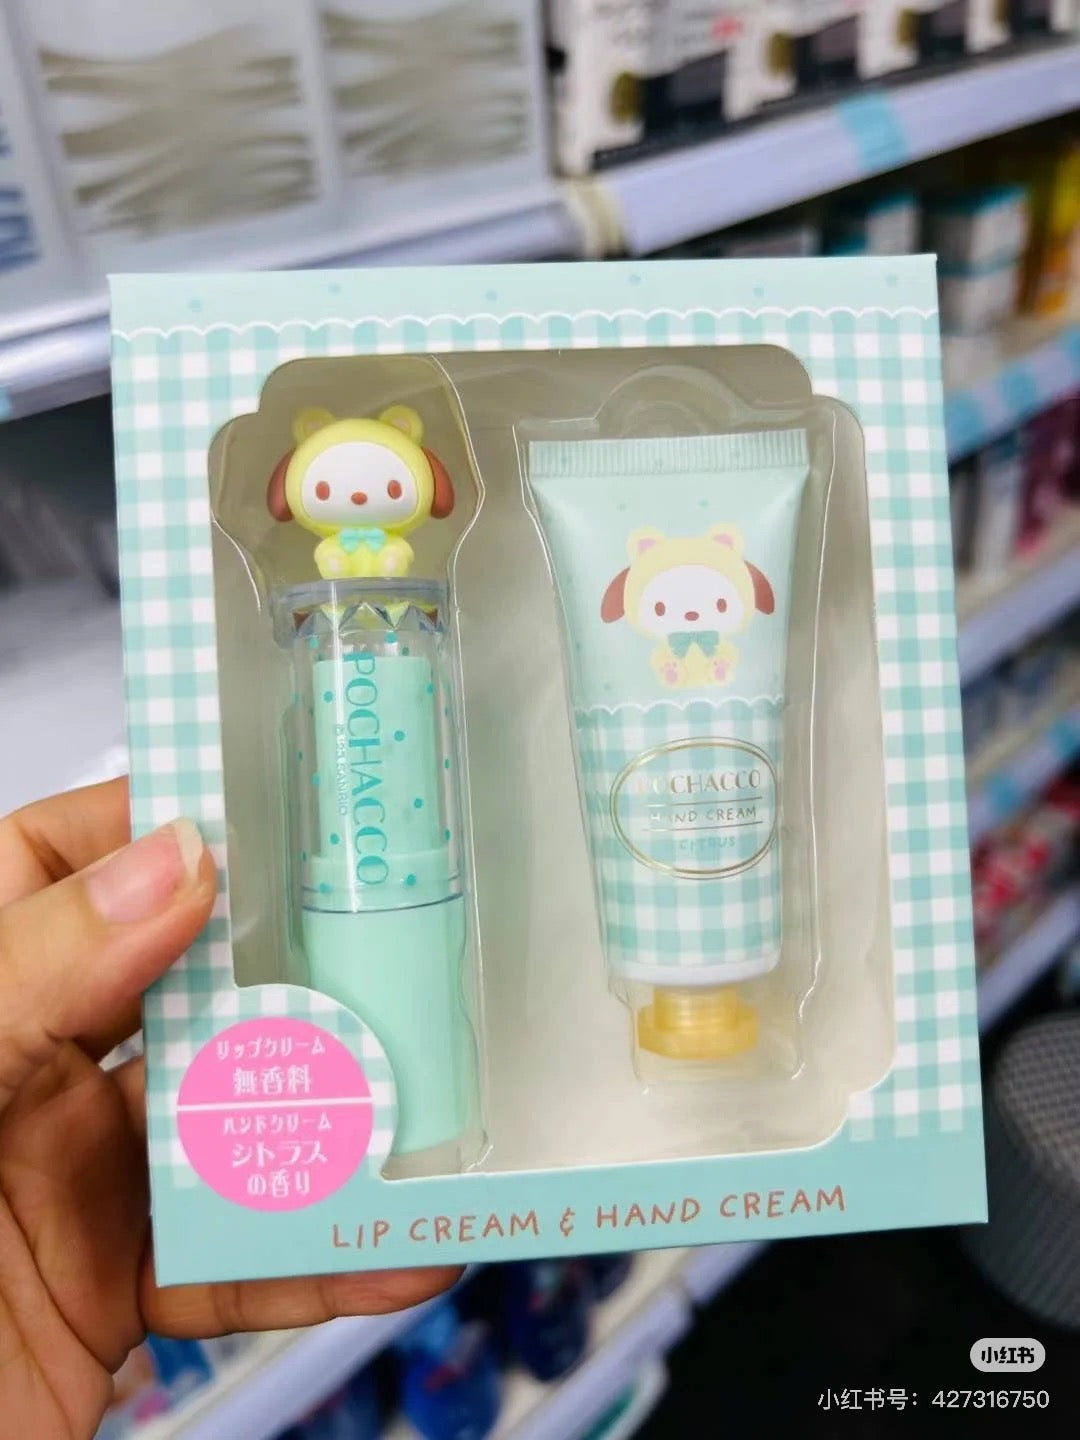 POCHACCO
POCHACCO
HAND CREAM
CITRUS
リップクリーム
無香料
ハンドクリーム
シトラス
の香り
LIP CREAM & HAND CREAM
小红书
小红书号：427316750